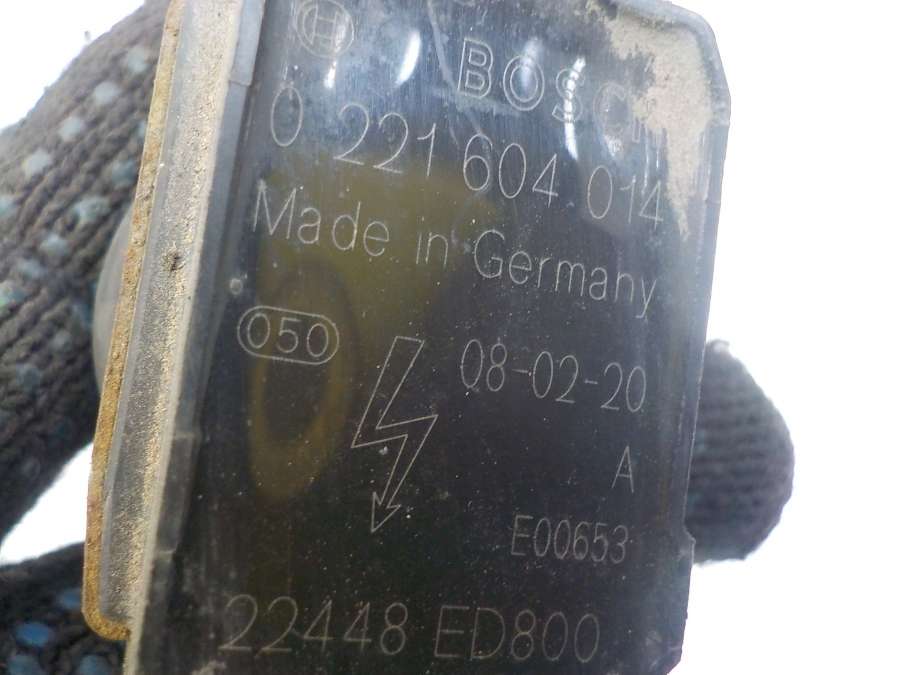 BOSCH
0 221 604 014
Made in Germany
050 08-02-20
A
E00653
22448 ED800